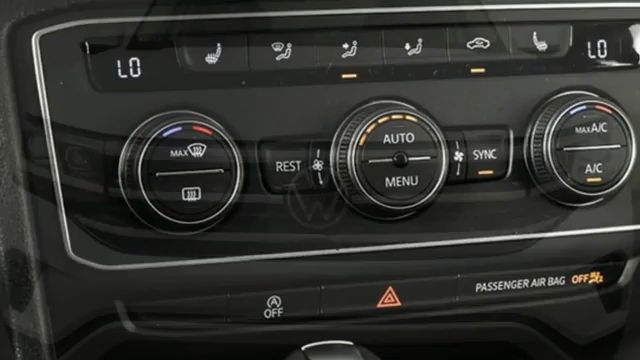 LO
LO
MAX
AUTO
MAX A/C
REST
SYNC
MENU
A/C
PASSENGER AIR BAG OFF
A
OFF